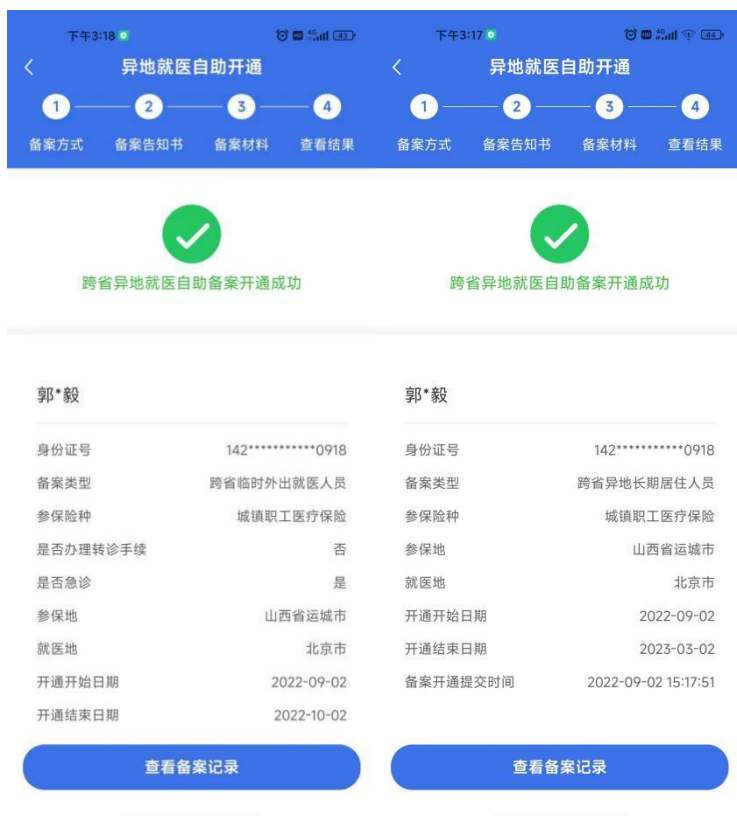 下午3:18
4G
43
异地就医自助开通
1
2
3
4
备案方式
备案告知书
备案材料
查看结果
跨省异地就医自助备案开通成功
郭*毅
身份证号 142***********0918
备案类型 跨省临时外出就医人员
参保险种 城镇职工医疗保险
是否办理转诊手续 否
是否急诊 是
参保地 山西省运城市
就医地 北京市
开通开始日期 2022-09-02
开通结束日期 2022-10-02
查看备案记录
下午3:17
4G
44
异地就医自助开通
1
2
3
4
备案方式
备案告知书
备案材料
查看结果
跨省异地就医自助备案开通成功
郭*毅
身份证号 142***********0918
备案类型 跨省异地长期居住人员
参保险种 城镇职工医疗保险
参保地 山西省运城市
就医地 北京市
开通开始日期 2022-09-02
开通结束日期 2023-03-02
备案开通提交时间 2022-09-02 15:17:51
查看备案记录